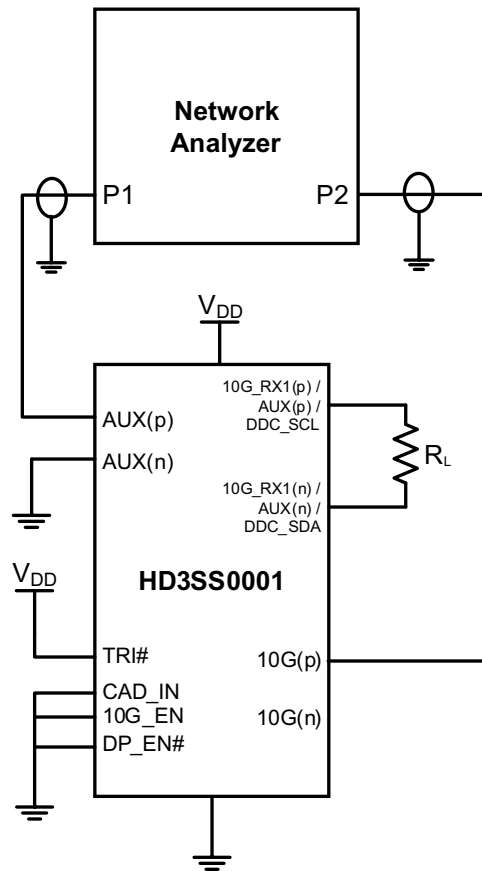 Network
Analyzer
P1
P2
VDD
10G_RX1(p) /
AUX(p) /
DDC_SCL
AUX(p)
AUX(n)
RL
10G_RX1(n) /
AUX(n) /
DDC_SDA
VDD
HD3SS0001
TRI#
10G(p)
CAD_IN
10G_EN
10G(n)
DP_EN#